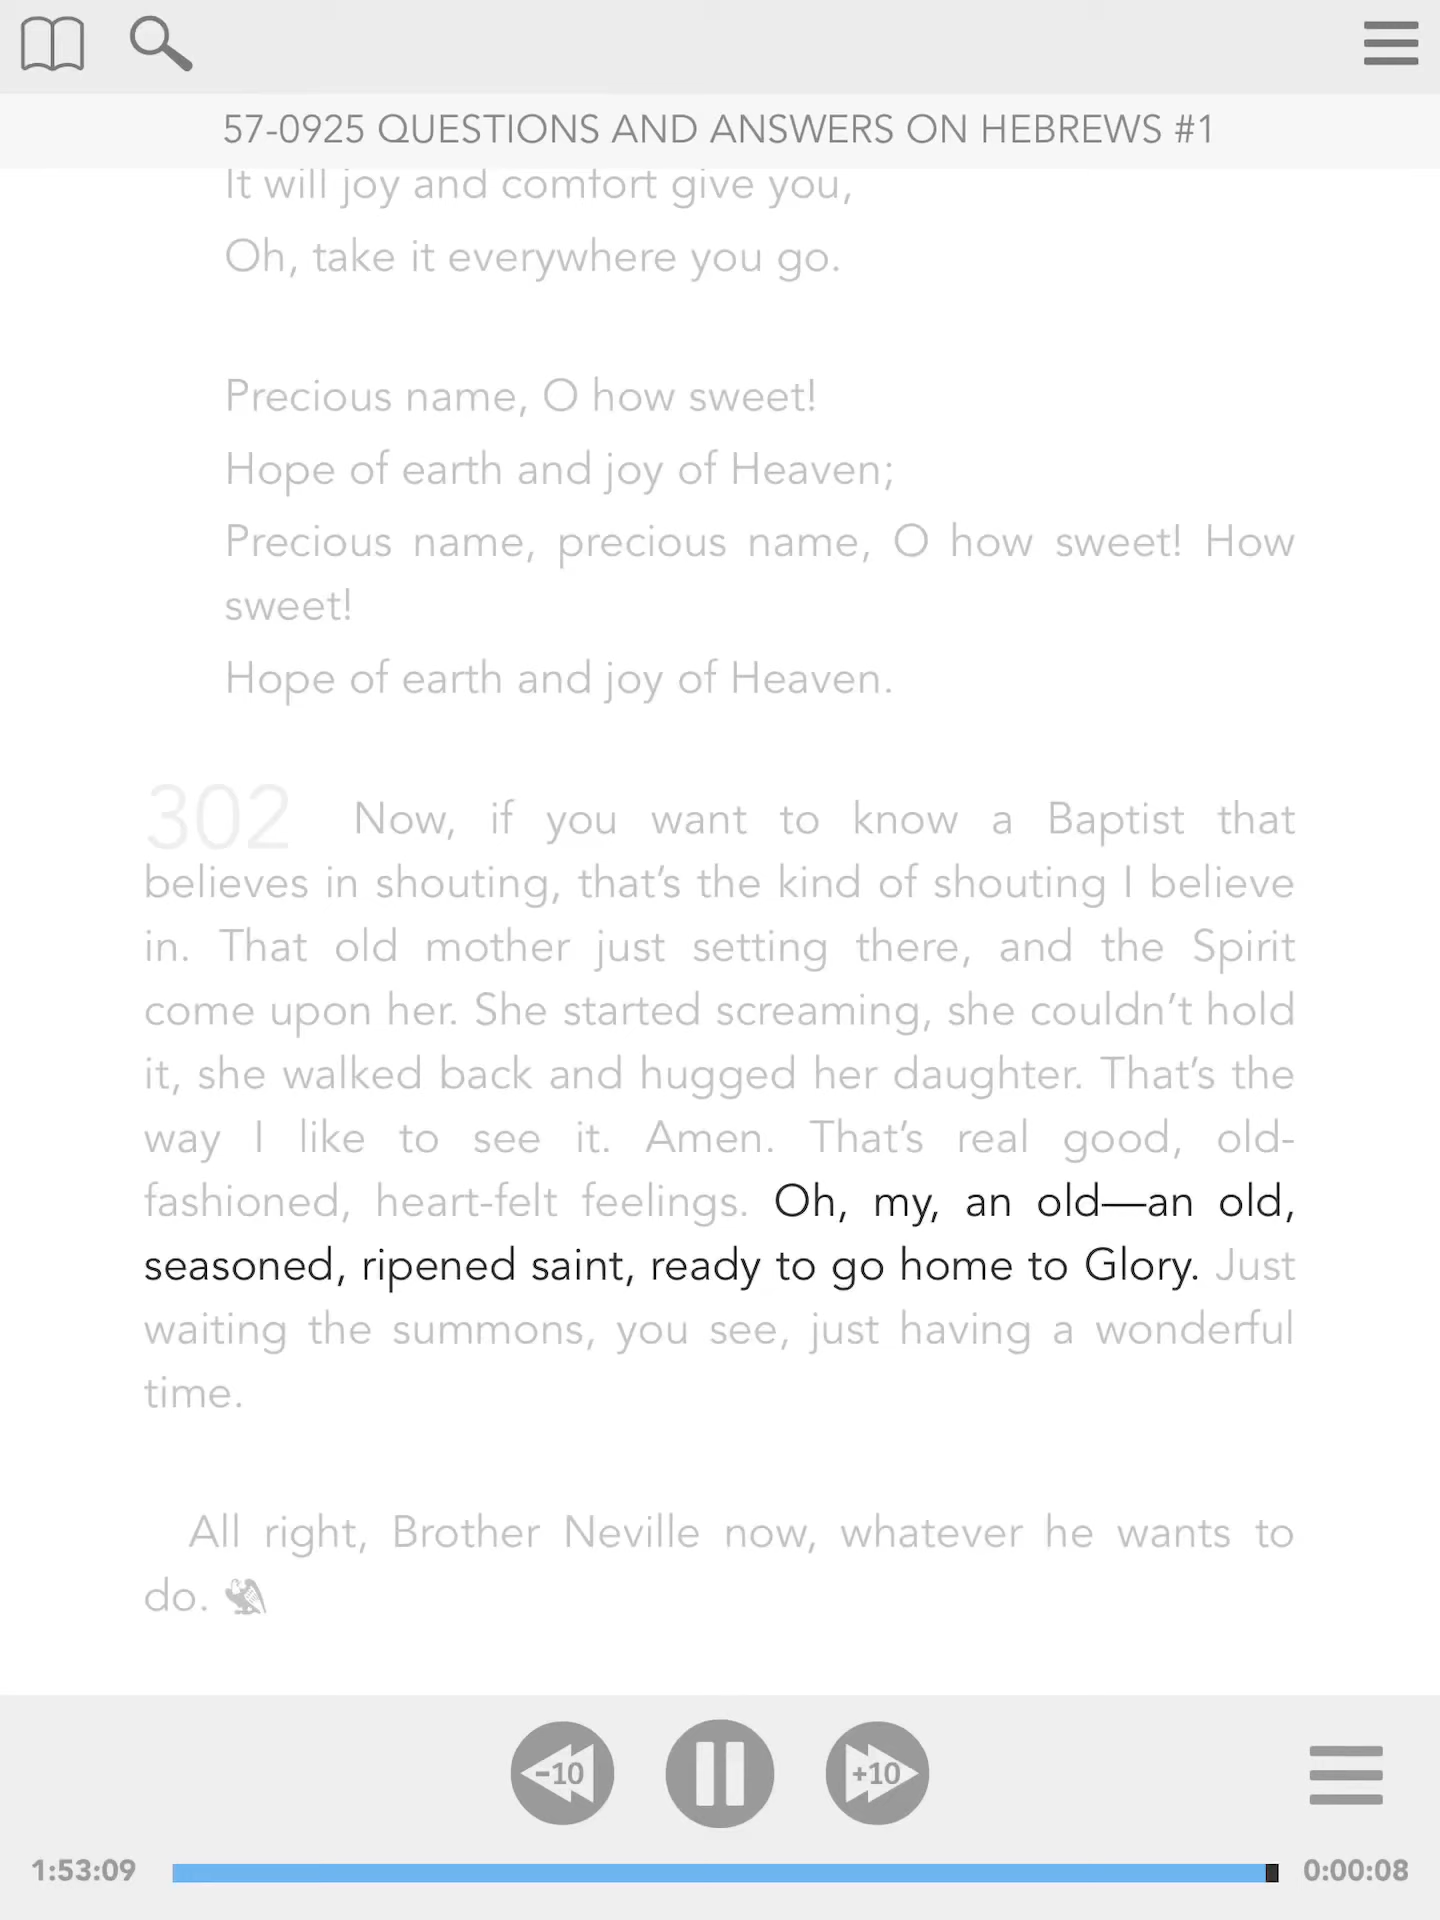 57-0925 QUESTIONS AND ANSWERS ON HEBREWS #1
It will joy and comfort give you,
Oh, take it everywhere you go.
Precious name, O how sweet!
Hope of earth and joy of Heaven;
Precious name, precious name, O how sweet! How
sweet!
Hope of earth and joy of Heaven.
302 Now, if you want to know a Baptist that
believes in shouting, that’s the kind of shouting I believe
in. That old mother just setting there, and the Spirit
come upon her. She started screaming, she couldn’t hold
it, she walked back and hugged her daughter. That’s the
way I like to see it. Amen. That’s real good, old-
fashioned, heart-felt feelings. Oh, my, an old—an old,
seasoned, ripened saint, ready to go home to Glory. Just
waiting the summons, you see, just having a wonderful
time.
All right, Brother Neville now, whatever he wants to
do.
-10 +10
1:53:09 0:00:08